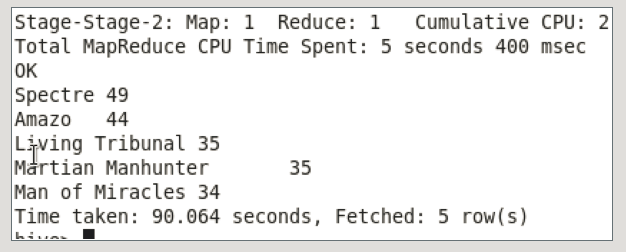 Stage-Stage-2: Map: 1  Reduce: 1   Cumulative CPU: 2
Total MapReduce CPU Time Spent: 5 seconds 400 msec
OK
Spectre 49
Amazo   44
Living Tribunal 35
Martian Manhunter       35
Man of Miracles 34
Time taken: 90.064 seconds, Fetched: 5 row(s)
hive>